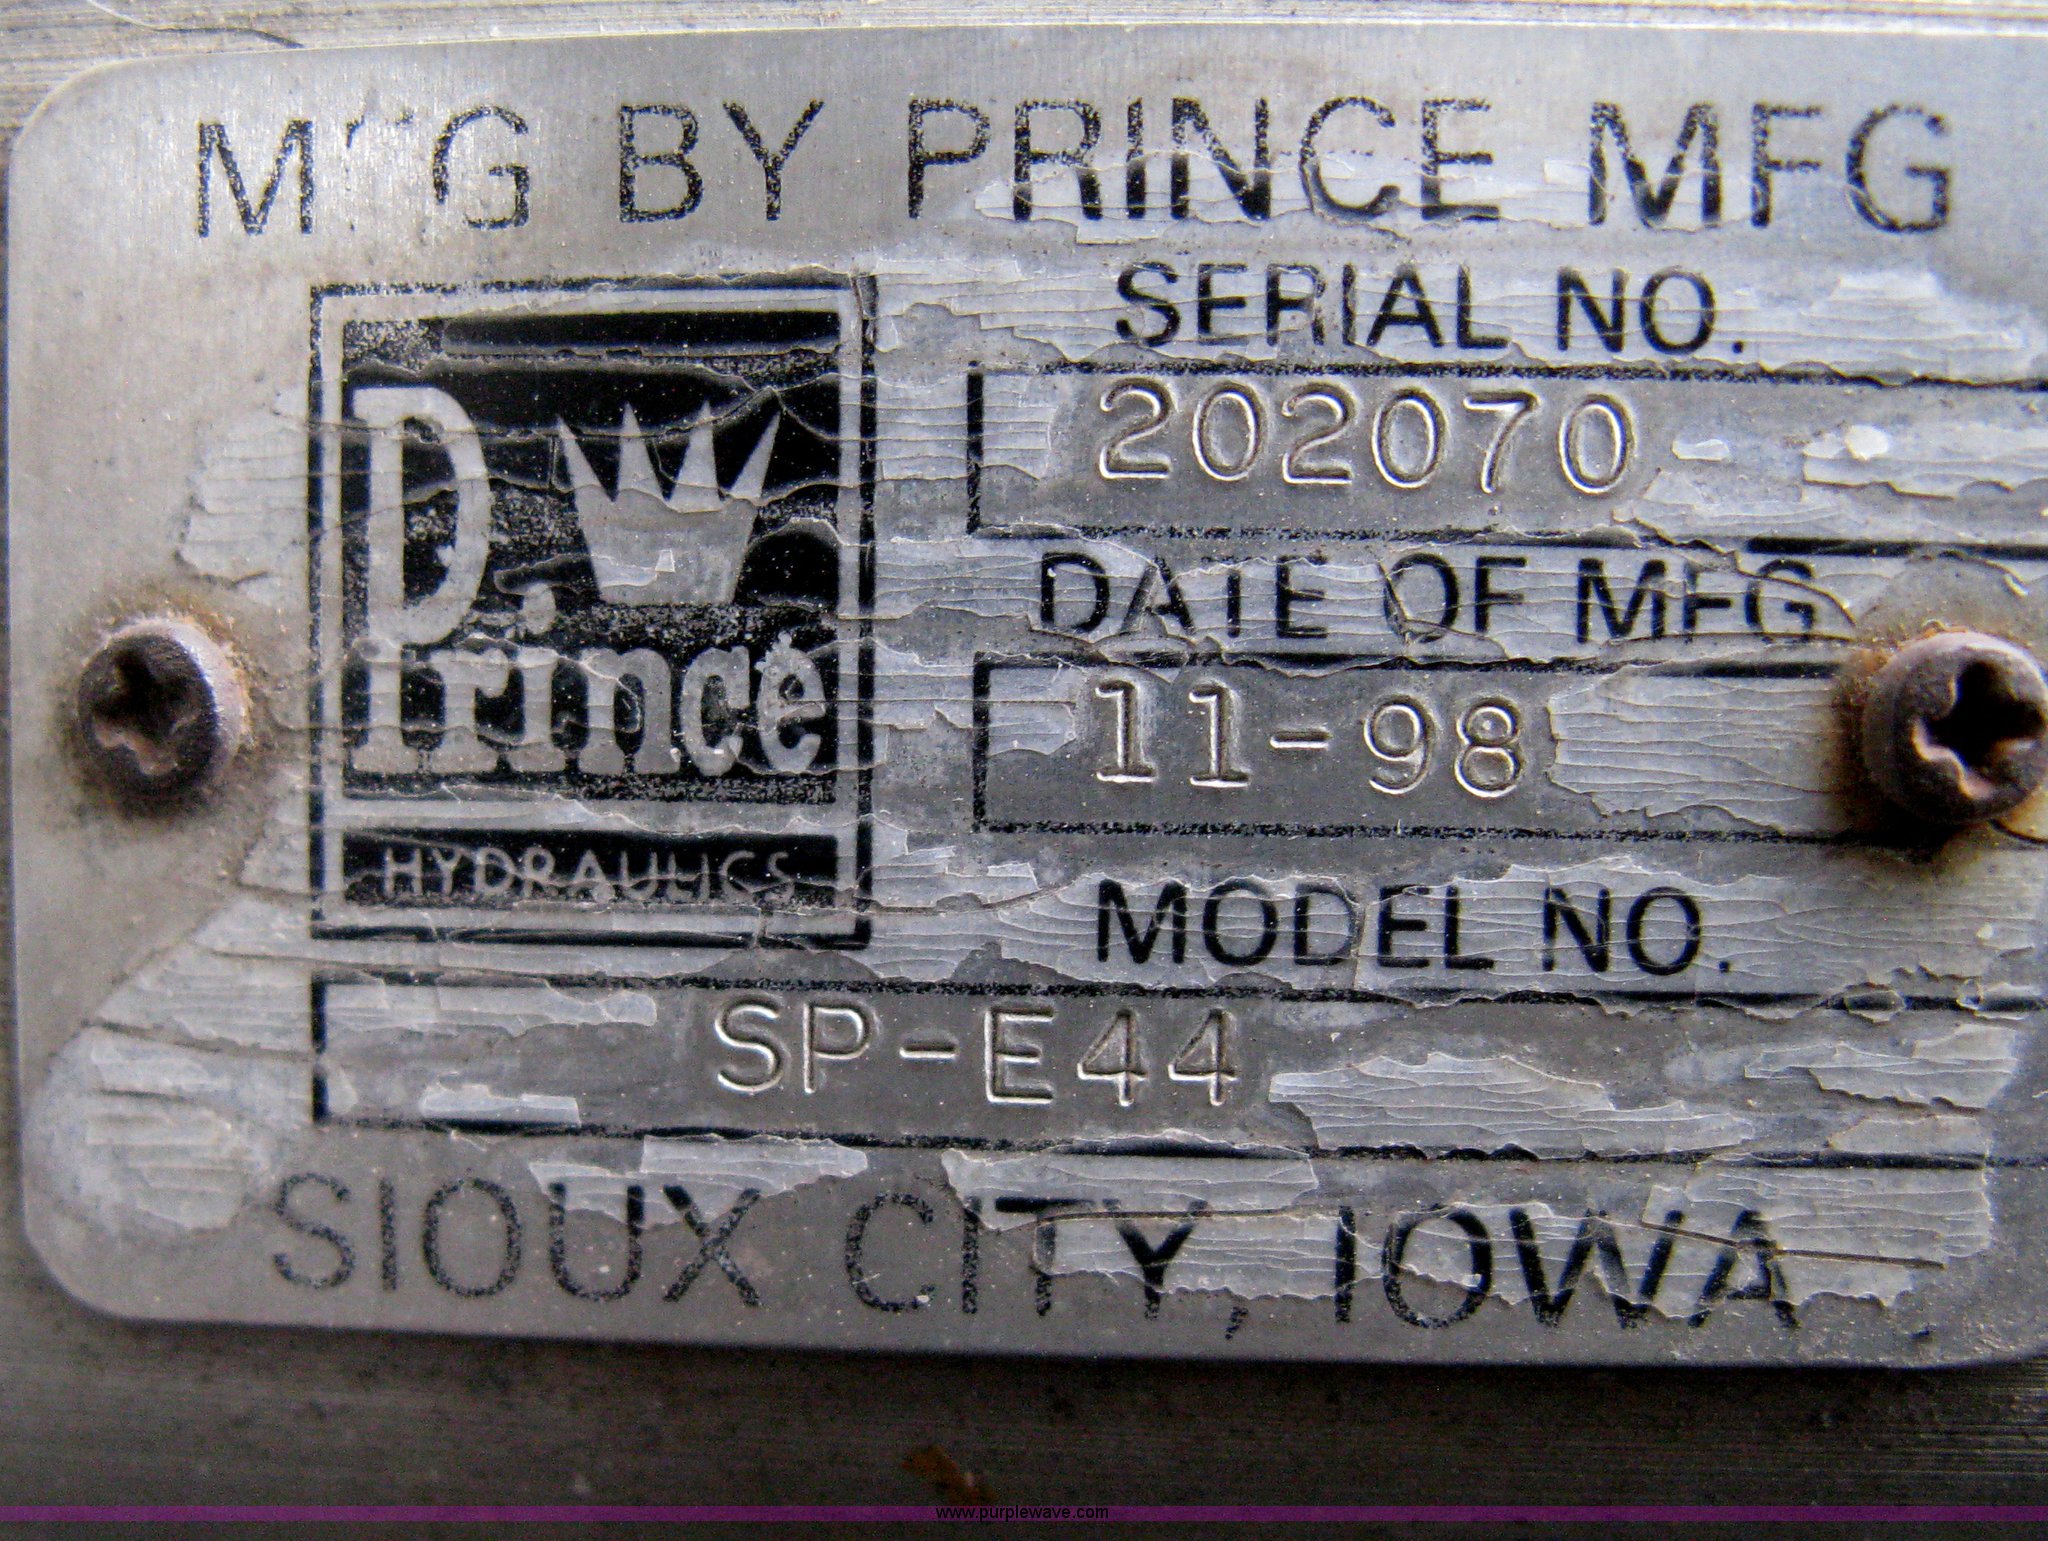 MFG BY PRINCE MFG
SERIAL NO.
202070
DATE OF MFG
11-98
Prince
HYDRAULICS
MODEL NO.
SP-E44
SIOUX CITY, IOWA
www.purplewave.com